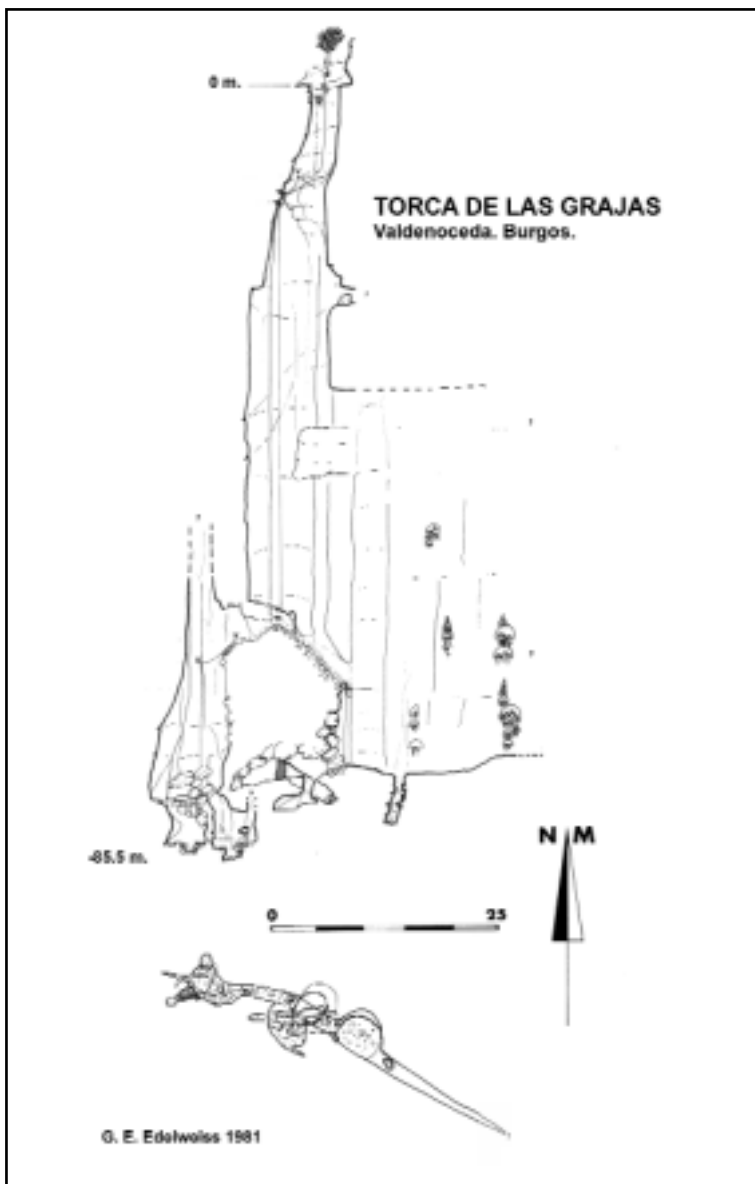 0 m.
TORCA DE LAS GRAJAS
Valdenoceda. Burgos.
?
?
?
?
-85.5 m.
N M
0 25
G. E. Edelweiss 1981